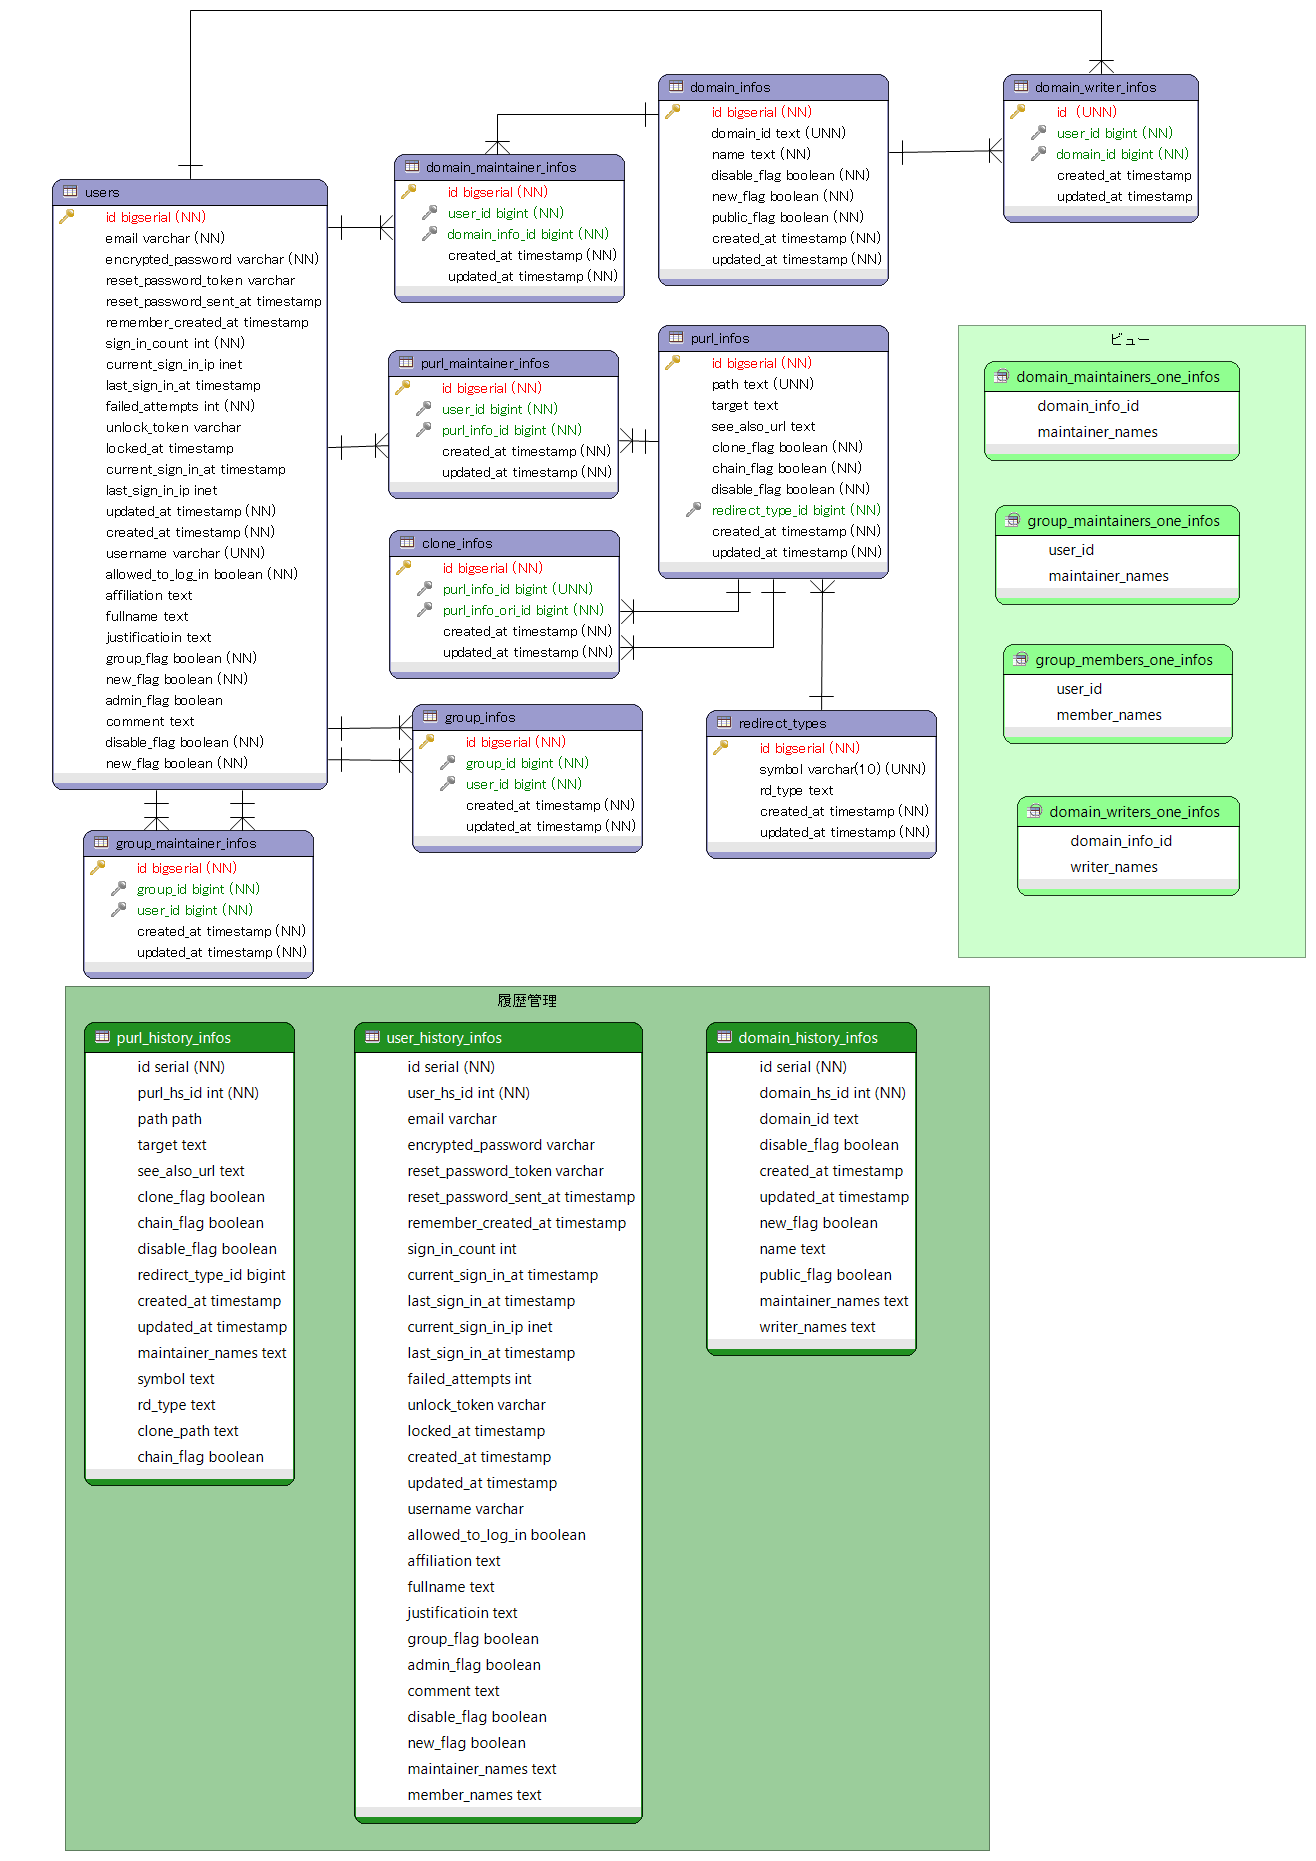 domain_infos
id bigserial (NN)
domain_id text (UNN)
name text (NN)
disable_flag boolean (NN)
new_flag boolean (NN)
public_flag boolean (NN)
created_at timestamp (NN)
updated_at timestamp (NN)
domain_writer_infos
id (UNN)
user_id bigint (NN)
domain_id bigint (NN)
created_at timestamp
updated_at timestamp
domain_maintainer_infos
id bigserial (NN)
user_id bigint (NN)
domain_info_id bigint (NN)
created_at timestamp (NN)
updated_at timestamp (NN)
users
id bigserial (NN)
email varchar (NN)
encrypted_password varchar (NN)
reset_password_token varchar
reset_password_sent_at timestamp
remember_created_at timestamp
sign_in_count int (NN)
current_sign_in_ip inet
last_sign_in_at timestamp
failed_attempts int (NN)
unlock_token varchar
locked_at timestamp
current_sign_in_at timestamp
last_sign_in_ip inet
updated_at timestamp (NN)
created_at timestamp (NN)
username varchar (UNN)
allowed_to_log_in boolean (NN)
affiliation text
fullname text
justificatioin text
group_flag boolean (NN)
new_flag boolean (NN)
admin_flag boolean
comment text
disable_flag boolean (NN)
new_flag boolean (NN)
purl_maintainer_infos
id bigserial (NN)
user_id bigint (NN)
purl_info_id bigint (NN)
created_at timestamp (NN)
updated_at timestamp (NN)
purl_infos
id bigserial (NN)
path text (UNN)
target text
see_also_url text
clone_flag boolean (NN)
chain_flag boolean (NN)
disable_flag boolean (NN)
redirect_type_id bigint (NN)
created_at timestamp (NN)
updated_at timestamp (NN)
clone_infos
id bigserial (NN)
purl_info_id bigint (UNN)
purl_info_ori_id bigint (NN)
created_at timestamp (NN)
updated_at timestamp (NN)
group_infos
id bigserial (NN)
group_id bigint (NN)
user_id bigint (NN)
created_at timestamp (NN)
updated_at timestamp (NN)
redirect_types
id bigserial (NN)
symbol varchar(10) (UNN)
rd_type text
created_at timestamp (NN)
updated_at timestamp (NN)
group_maintainer_infos
id bigserial (NN)
group_id bigint (NN)
user_id bigint (NN)
created_at timestamp (NN)
updated_at timestamp (NN)
ビュー
domain_maintainers_one_infos
domain_info_id
maintainer_names
group_maintainers_one_infos
user_id
maintainer_names
group_members_one_infos
user_id
member_names
domain_writers_one_infos
domain_info_id
writer_names
履歴管理
purl_history_infos
id serial (NN)
purl_hs_id int (NN)
path path
target text
see_also_url text
clone_flag boolean
chain_flag boolean
disable_flag boolean
redirect_type_id bigint
created_at timestamp
updated_at timestamp
maintainer_names text
symbol text
rd_type text
clone_path text
chain_flag boolean
user_history_infos
id serial (NN)
user_hs_id int (NN)
email varchar
encrypted_password varchar
reset_password_token varchar
reset_password_sent_at timestamp
remember_created_at timestamp
sign_in_count int
current_sign_in_at timestamp
last_sign_in_at timestamp
current_sign_in_ip inet
last_sign_in_at timestamp
failed_attempts int
unlock_token varchar
locked_at timestamp
created_at timestamp
updated_at timestamp
username varchar
allowed_to_log_in boolean
affiliation text
fullname text
justificatioin text
group_flag boolean
admin_flag boolean
comment text
disable_flag boolean
new_flag boolean
maintainer_names text
member_names text
domain_history_infos
id serial (NN)
domain_hs_id int (NN)
domain_id text
disable_flag boolean
created_at timestamp
updated_at timestamp
new_flag boolean
name text
public_flag boolean
maintainer_names text
writer_names text